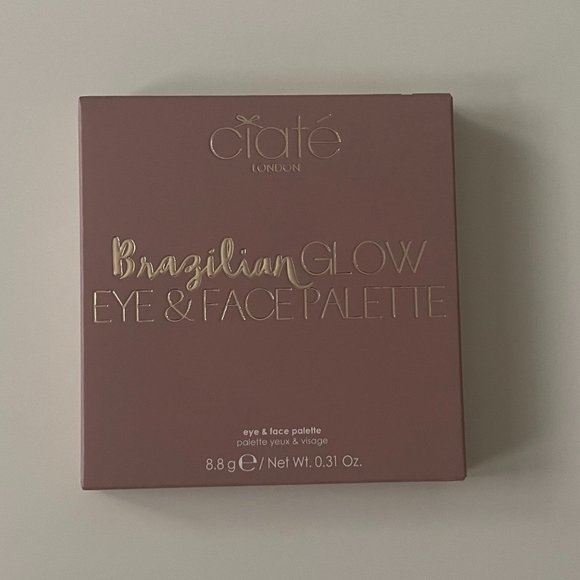 ciaté
LONDON
Brazilian GLOW
EYE & FACE PALETTE
eye & face palette
palette yeux & visage
8.8 g ℮ / Net Wt. 0.31 Oz.